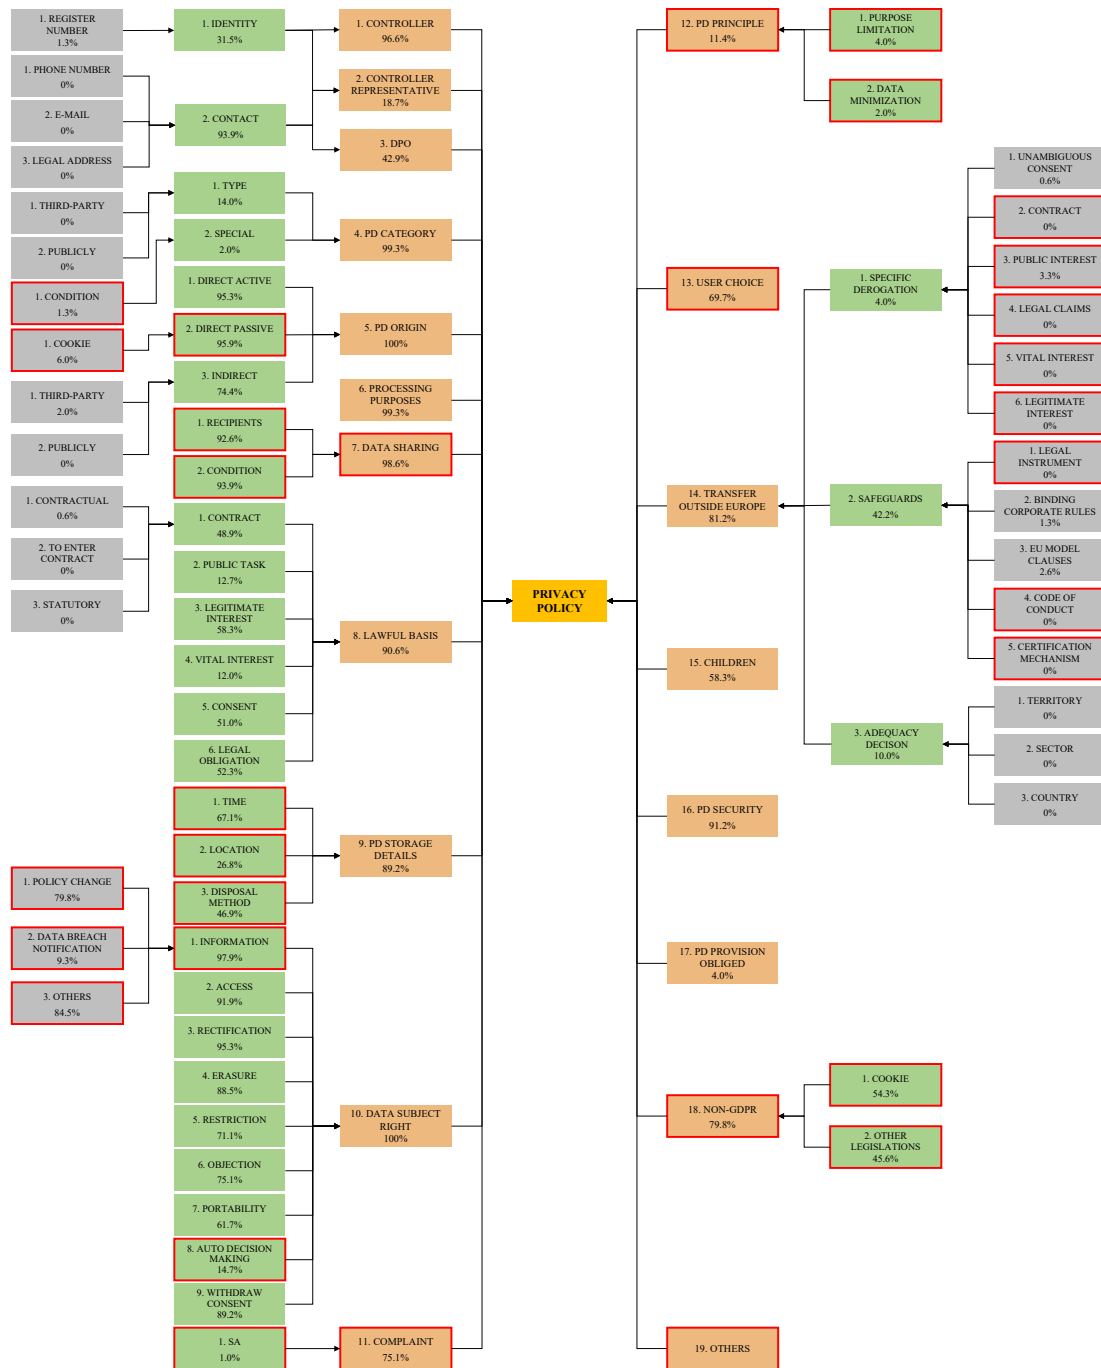 1. REGISTER
NUMBER
1.3%
1. PHONE NUMBER
0%
2. E-MAIL
0%
3. LEGAL ADDRESS
0%
1. THIRD-PARTY
0%
2. PUBLICLY
0%
1. CONDITION
1.3%
1. COOKIE
6.0%
1. THIRD-PARTY
2.0%
2. PUBLICLY
0%
1. CONTRACTUAL
0.6%
2. TO ENTER
CONTRACT
0%
3. STATUTORY
0%
1. POLICY CHANGE
79.8%
2. DATA BREACH
NOTIFICATION
9.3%
3. OTHERS
84.5%
1. IDENTITY
31.5%
2. CONTACT
93.9%
1. TYPE
14.0%
2. SPECIAL
2.0%
1. DIRECT ACTIVE
95.3%
2. DIRECT PASSIVE
95.9%
3. INDIRECT
74.4%
1. RECIPIENTS
92.6%
2. CONDITION
93.9%
1. CONTRACT
48.9%
2. PUBLIC TASK
12.7%
3. LEGITIMATE
INTEREST
58.3%
4. VITAL INTEREST
12.0%
5. CONSENT
51.0%
6. LEGAL
OBLIGATION
52.3%
1. TIME
67.1%
2. LOCATION
26.8%
3. DISPOSAL
METHOD
46.9%
1. INFORMATION
97.9%
2. ACCESS
91.9%
3. RECTIFICATION
95.3%
4. ERASURE
88.5%
5. RESTRICTION
71.1%
6. OBJECTION
75.1%
7. PORTABILITY
61.7%
8. AUTO DECISION
MAKING
14.7%
9. WITHDRAW
CONSENT
89.2%
1. SA
1.0%
1. CONTROLLER
96.6%
2. CONTROLLER
REPRESENTATIVE
18.7%
3. DPO
42.9%
4. PD CATEGORY
99.3%
5. PD ORIGIN
100%
6. PROCESSING
PURPOSES
99.3%
7. DATA SHARING
98.6%
8. LAWFUL BASIS
90.6%
9. PD STORAGE
DETAILS
89.2%
10. DATA SUBJECT
RIGHT
100%
11. COMPLAINT
75.1%
PRIVACY
POLICY
12. PD PRINCIPLE
11.4%
13. USER CHOICE
69.7%
14. TRANSFER
OUTSIDE EUROPE
81.2%
15. CHILDREN
58.3%
16. PD SECURITY
91.2%
17. PD PROVISION
OBLIGED
4.0%
18. NON-GDPR
79.8%
19. OTHERS
1. PURPOSE
LIMITATION
4.0%
2. DATA
MINIMIZATION
2.0%
1. SPECIFIC
DEROGATION
4.0%
2. SAFEGUARDS
42.2%
3. ADEQUACY
DECISON
10.0%
1. COOKIE
54.3%
2. OTHER
LEGISLATIONS
45.6%
1. UNAMBIGUOUS
CONSENT
0.6%
2. CONTRACT
0%
3. PUBLIC INTEREST
3.3%
4. LEGAL CLAIMS
0%
5. VITAL INTEREST
0%
6. LEGITIMATE
INTEREST
0%
1. LEGAL
INSTRUMENT
0%
2. BINDING
CORPORATE RULES
1.3%
3. EU MODEL
CLAUSES
2.6%
4. CODE OF
CONDUCT
0%
5. CERTIFICATION
MECHANISM
0%
1. TERRITORY
0%
2. SECTOR
0%
3. COUNTRY
0%